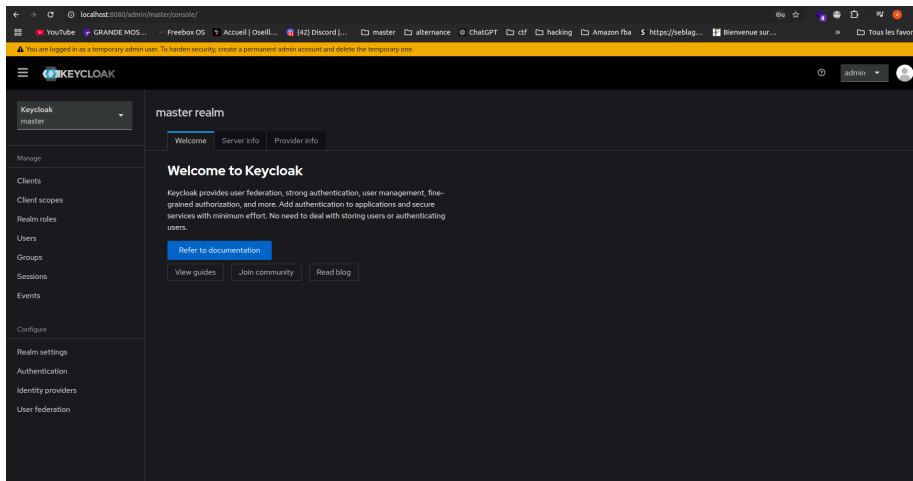 localhost:8080/admin/master/console/
YouTube GRANDE MOS... Freebox OS Accueil | Oseill... (42) Discord |... master alternance ChatGPT ctf hacking Amazon fba https://seblag... Bienvenue sur... » Tous les favor
You are logged in as a temporary admin user. To harden security, create a permanent admin account and delete the temporary one.
KEYCLOAK admin
Keycloak
master
master realm
Welcome Server info Provider info
Manage
Clients
Client scopes
Realm roles
Users
Groups
Sessions
Events
Configure
Realm settings
Authentication
Identity providers
User federation
Welcome to Keycloak
Keycloak provides user federation, strong authentication, user management, fine-
grained authorization, and more. Add authentication to applications and secure
services with minimum effort. No need to deal with storing users or authenticating
users.
Refer to documentation
View guides Join community Read blog